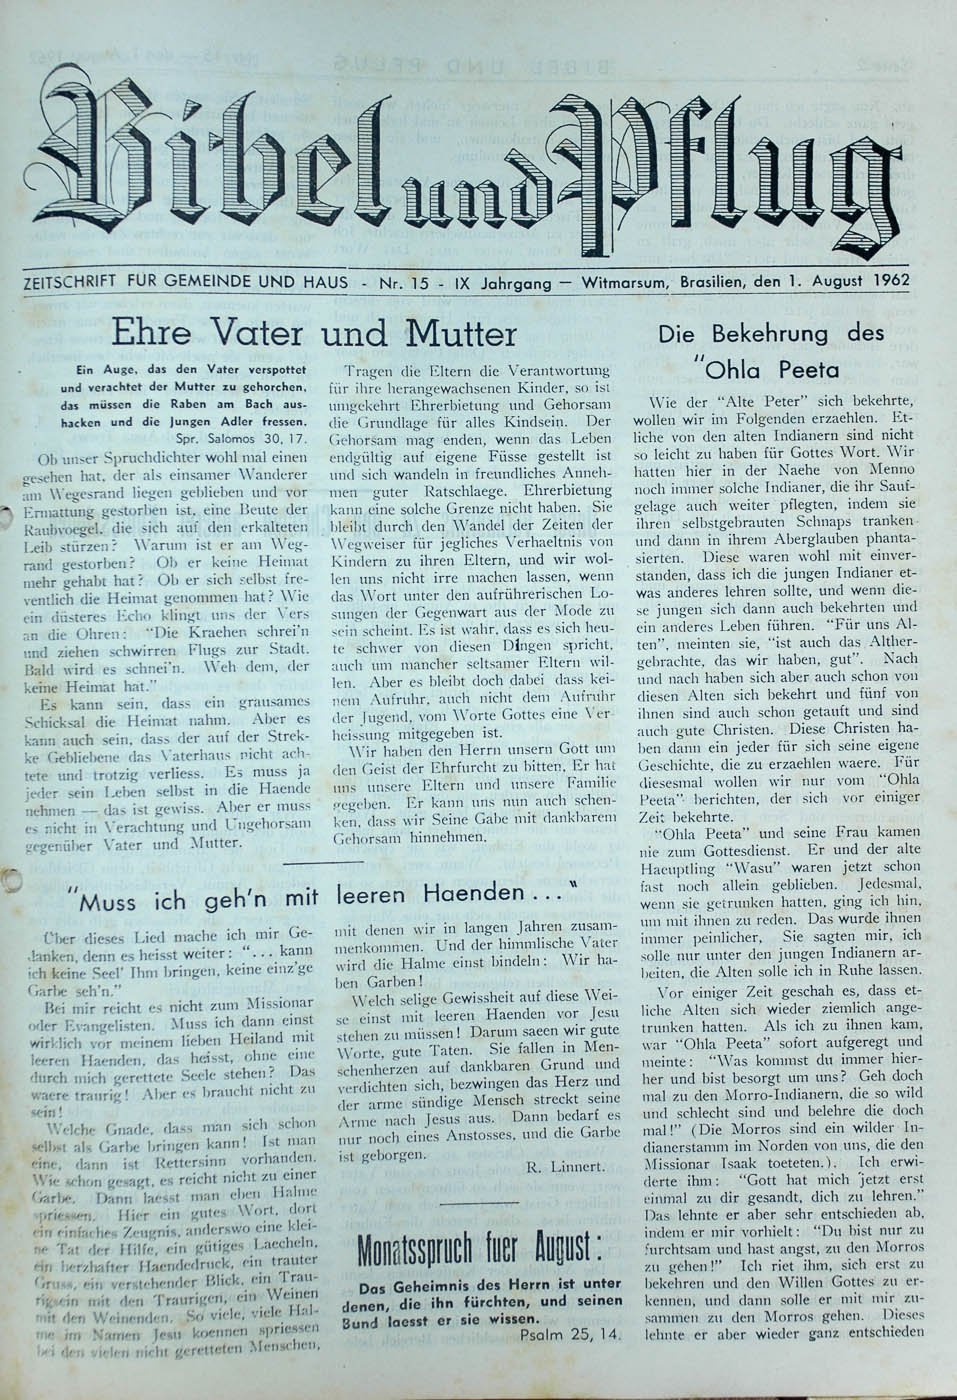 Bibel und Pflug
ZEITSCHRIFT FÜR GEMEINDE UND HAUS - Nr. 15 - IX Jahrgang — Witmarsum, Brasilien, den 1. August 1962
Ehre Vater und Mutter
Ein Auge, das den Vater verspottet
und verachtet der Mutter zu gehorchen,
das müssen die Raben am Bach aus-
hacken und die Jungen Adler fressen.
Spr. Salomos 30, 17.
Ob unser Spruchdichter wohl mal einen
gesehen hat, der als einsamer Wanderer
am Wegesrand liegen geblieben und vor
Ermattung gestorben ist, eine Beute der
Raubvoegel, die sich auf den erkalteten
Leib stürzen? Warum ist er am Weg-
rand gestorben? Ob er keine Heimat
mehr gehabt hat? Ob er sich selbst fre-
ventlich die Heimat genommen hat? Wie
ein düsteres Echo klingt uns der Vers
an die Ohren: "Die Kraehen schrei'n
und ziehen schwirren Flugs zur Stadt.
Bald wird es schnei'n. Weh dem, der
keine Heimat hat."
Es kann sein, dass ein grausames
Schicksal die Heimat nahm. Aber es
kann auch sein, dass der auf der Strek-
ke Gebliebene das Vaterhaus nicht ach-
tete und trotzig verliess. Es muss ja
jeder sein Leben selbst in die Haende
nehmen — das ist gewiss. Aber er muss
es nicht in Verachtung und Ungehorsam
gegenüber Vater und Mutter.
Tragen die Eltern die Verantwortung
für ihre herangewachsenen Kinder, so ist
umgekehrt Ehrerbietung und Gehorsam
die Grundlage für alles Kindsein. Der
Gehorsam mag enden, wenn das Leben
endgültig auf eigene Füsse gestellt ist
und sich wandeln in freundliches Anneh-
men guter Ratschlaege. Ehrerbietung
kann eine solche Grenze nicht haben. Sie
bleibt durch den Wandel der Zeiten der
Wegweiser für jegliches Verhaeltnis von
Kindern zu ihren Eltern, und wir wol-
len uns nicht irre machen lassen, wenn
das Wort unter den aufrührerischen Lo-
sungen der Gegenwart aus der Mode zu
sein scheint. Es ist wahr, dass es sich heu-
te schwer von diesen Dingen spricht,
auch um mancher seltsamer Eltern wil-
len. Aber es bleibt doch dabei dass kei-
nem Aufruhr, auch nicht dem Aufruhr
der Jugend, vom Worte Gottes eine Ver-
heissung mitgegeben ist.
Wir haben den Herrn unsern Gott um
den Geist der Ehrfurcht zu bitten, Er hat
uns unsere Eltern und unsere Familie
gegeben. Er kann uns nun auch schen-
ken, dass wir Seine Gabe mit dankbarem
Gehorsam hinnehmen.
"Muss ich geh'n mit leeren Haenden..."
Über dieses Lied mache ich mir Ge-
danken, denn es heisst weiter: "... kann
ich keine Seel' Ihm bringen, keine einz'ge
Garbe seh'n."
Bei mir reicht es nicht zum Missionar
oder Evangelisten. Muss ich dann einst
wirklich vor meinem lieben Heiland mit
leeren Haenden, das heisst, ohne eine
durch mich gerettete Seele stehen? Das
waere traurig! Aber es braucht nicht zu
sein!
Welche Gnade, dass man sich schon
selbst als Garbe bringen kann! Ist man
eine, dann ist Rettersinn vorhanden.
Wie schon gesagt, es reicht nicht zu einer
Garbe. Dann laesst man eben Halme
spriessen. Hier ein gutes Wort, dort
ein einfaches Zeugnis, anderswo eine klei-
ne Tat der Hilfe, ein gütiges Laecheln,
ein herzhafter Haendedruck, ein trauter
Gruss, ein verstehender Blick, ein Trau-
rigsein mit den Traurigen, ein Weinen
mit den Weinenden. So viele, viele Hal-
me im Namen Jesu koennen spriessen
bei den vielen nicht geretteten Menschen,
mit denen wir in langen Jahren zusam-
menkommen. Und der himmlische Vater
wird die Halme einst bindeln: Wir ha-
ben Garben!
Welch selige Gewissheit auf diese Wei-
se einst mit leeren Haenden vor Jesu
stehen zu müssen! Darum saeen wir gute
Worte, gute Taten. Sie fallen in Men-
schenherzen auf dankbaren Grund und
verdichten sich, bezwingen das Herz und
der arme sündige Mensch streckt seine
Arme nach Jesus aus. Dann bedarf es
nur noch eines Anstosses, und die Garbe
ist geborgen.
R. Linnert.
Monatsspruch fuer August:
Das Geheimnis des Herrn ist unter
denen, die ihn fürchten, und seinen
Bund laesst er sie wissen.
Psalm 25, 14.
Die Bekehrung des
"Ohla Peeta
Wie der "Alte Peter" sich bekehrte,
wollen wir im Folgenden erzaehlen. Et-
liche von den alten Indianern sind nicht
so leicht zu haben für Gottes Wort. Wir
hatten hier in der Naehe von Menno
noch immer solche Indianer, die ihr Sauf-
gelage auch weiter pflegten, indem sie
ihren selbstgebrauten Schnaps tranken
und dann in ihrem Aberglauben phanta-
sierten. Diese waren wohl mit einver-
standen, dass ich die jungen Indianer et-
was anderes lehren sollte, und wenn die-
se jungen sich dann auch bekehrten und
ein anderes Leben führen. "Für uns Al-
ten", meinten sie, "ist auch das Alther-
gebrachte, das wir haben, gut". Nach
und nach haben sich aber auch schon von
diesen Alten sich bekehrt und fünf von
ihnen sind auch schon getauft und sind
auch gute Christen. Diese Christen ha-
ben dann ein jeder für sich seine eigene
Geschichte, die zu erzaehlen waere. Für
diesesmal wollen wir nur vom "Ohla
Peeta" berichten, der sich vor einiger
Zeit bekehrte.
"Ohla Peeta" und seine Frau kamen
nie zum Gottesdienst. Er und der alte
Haeuptling "Wasu" waren jetzt schon
fast noch allein geblieben. Jedesmal,
wenn sie getrunken hatten, ging ich hin,
um mit ihnen zu reden. Das wurde ihnen
immer peinlicher, Sie sagten mir, ich
solle nur unter den jungen Indianern ar-
beiten, die Alten solle ich in Ruhe lassen.
Vor einiger Zeit geschah es, dass et-
liche Alten sich wieder ziemlich ange-
trunken hatten. Als ich zu ihnen kam,
war "Ohla Peeta" sofort aufgeregt und
meinte: "Was kommst du immer hier-
her und bist besorgt um uns? Geh doch
mal zu den Morro-Indianern, die so wild
und schlecht sind und belehre die doch
mal!" (Die Morros sind ein wilder In-
dianerstamm im Norden von uns, die den
Missionar Isaak toeteten.). Ich erwi-
derte ihm: "Gott hat mich jetzt erst
einmal zu dir gesandt, dich zu lehren."
Das lehnte er aber sehr entschieden ab,
indem er mir vorhielt: "Du bist nur zu
furchtsam und hast angst, zu den Morros
zu gehen!" Ich riet ihm, sich erst zu
bekehren und den Willen Gottes zu er-
kennen, und dann solle er mit mir zu-
sammen zu den Morros gehen. Dieses
lehnte er aber wieder ganz entschieden